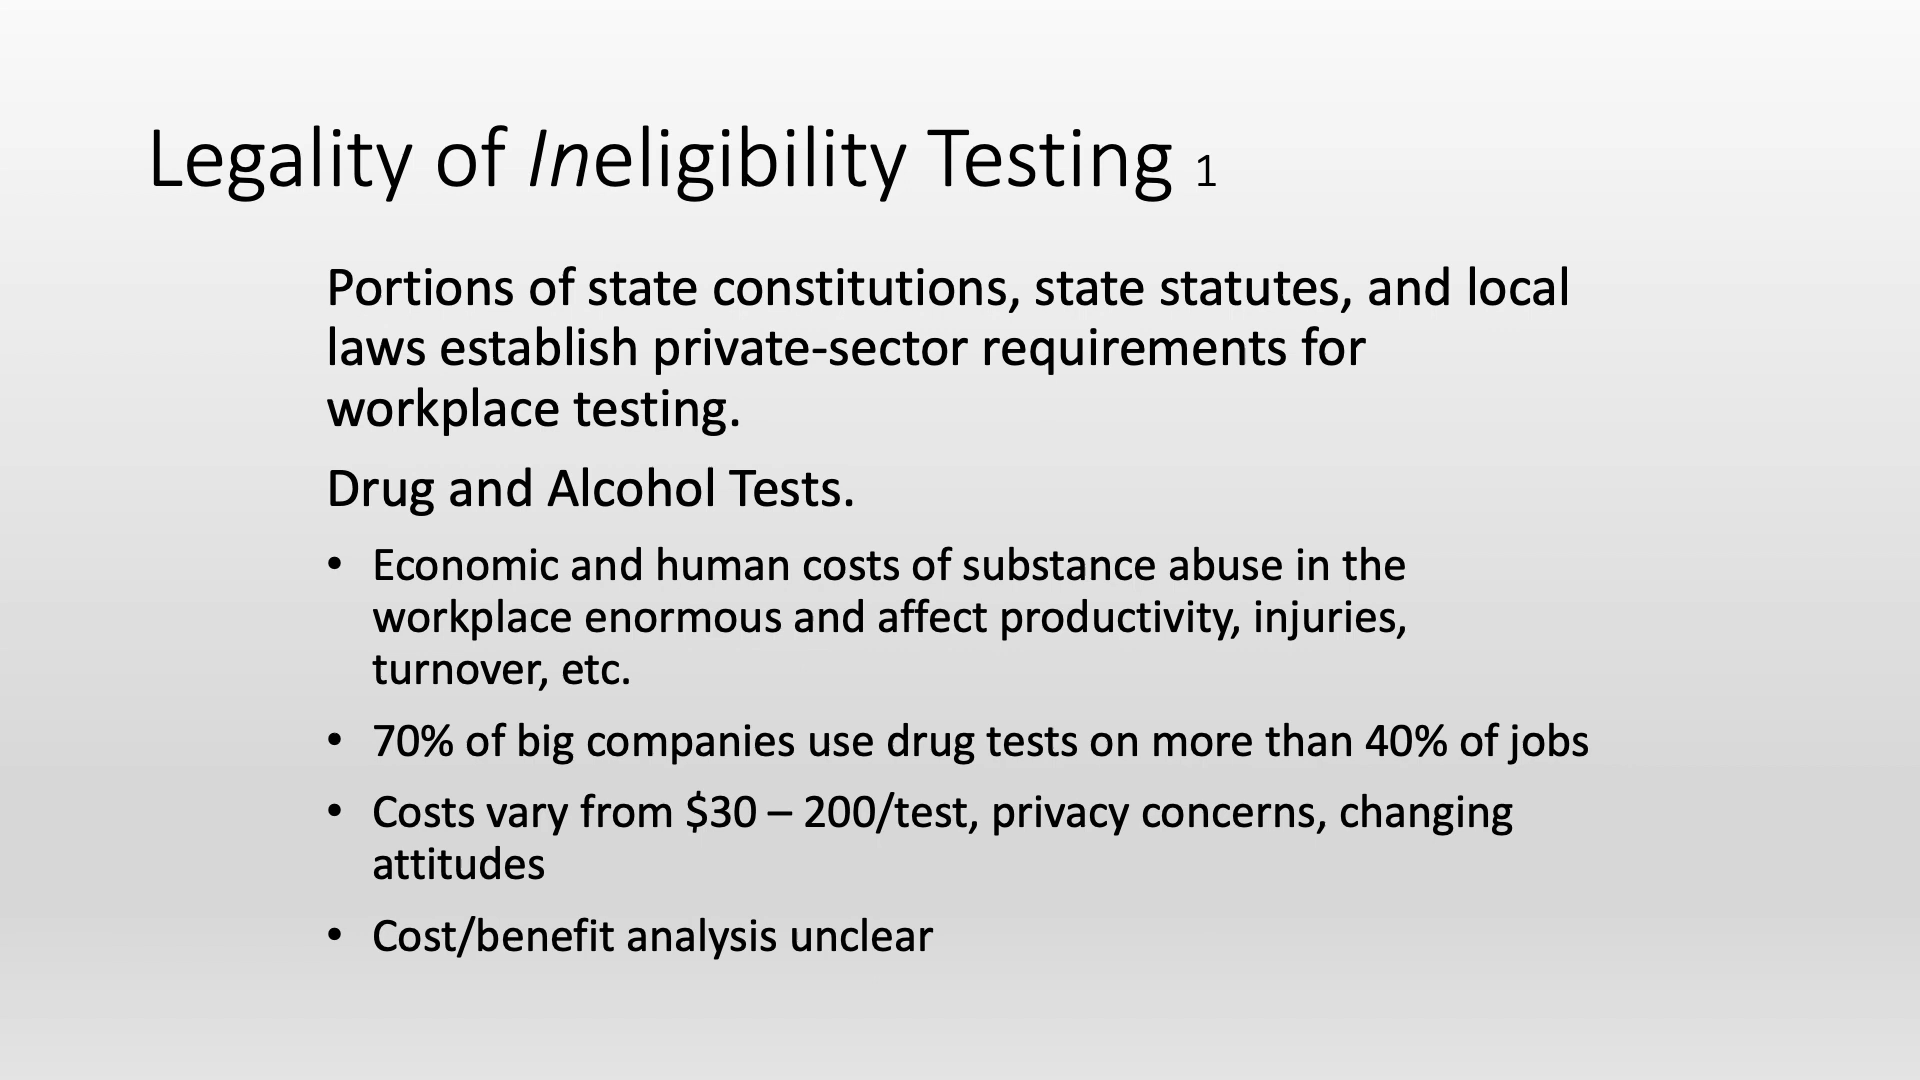 Legality of Ineligibility Testing 1
Portions of state constitutions, state statutes, and local
laws establish private-sector requirements for
workplace testing.
Drug and Alcohol Tests.
• Economic and human costs of substance abuse in the
workplace enormous and affect productivity, injuries,
turnover, etc.
• 70% of big companies use drug tests on more than 40% of jobs
• Costs vary from $30 – 200/test, privacy concerns, changing
attitudes
• Cost/benefit analysis unclear